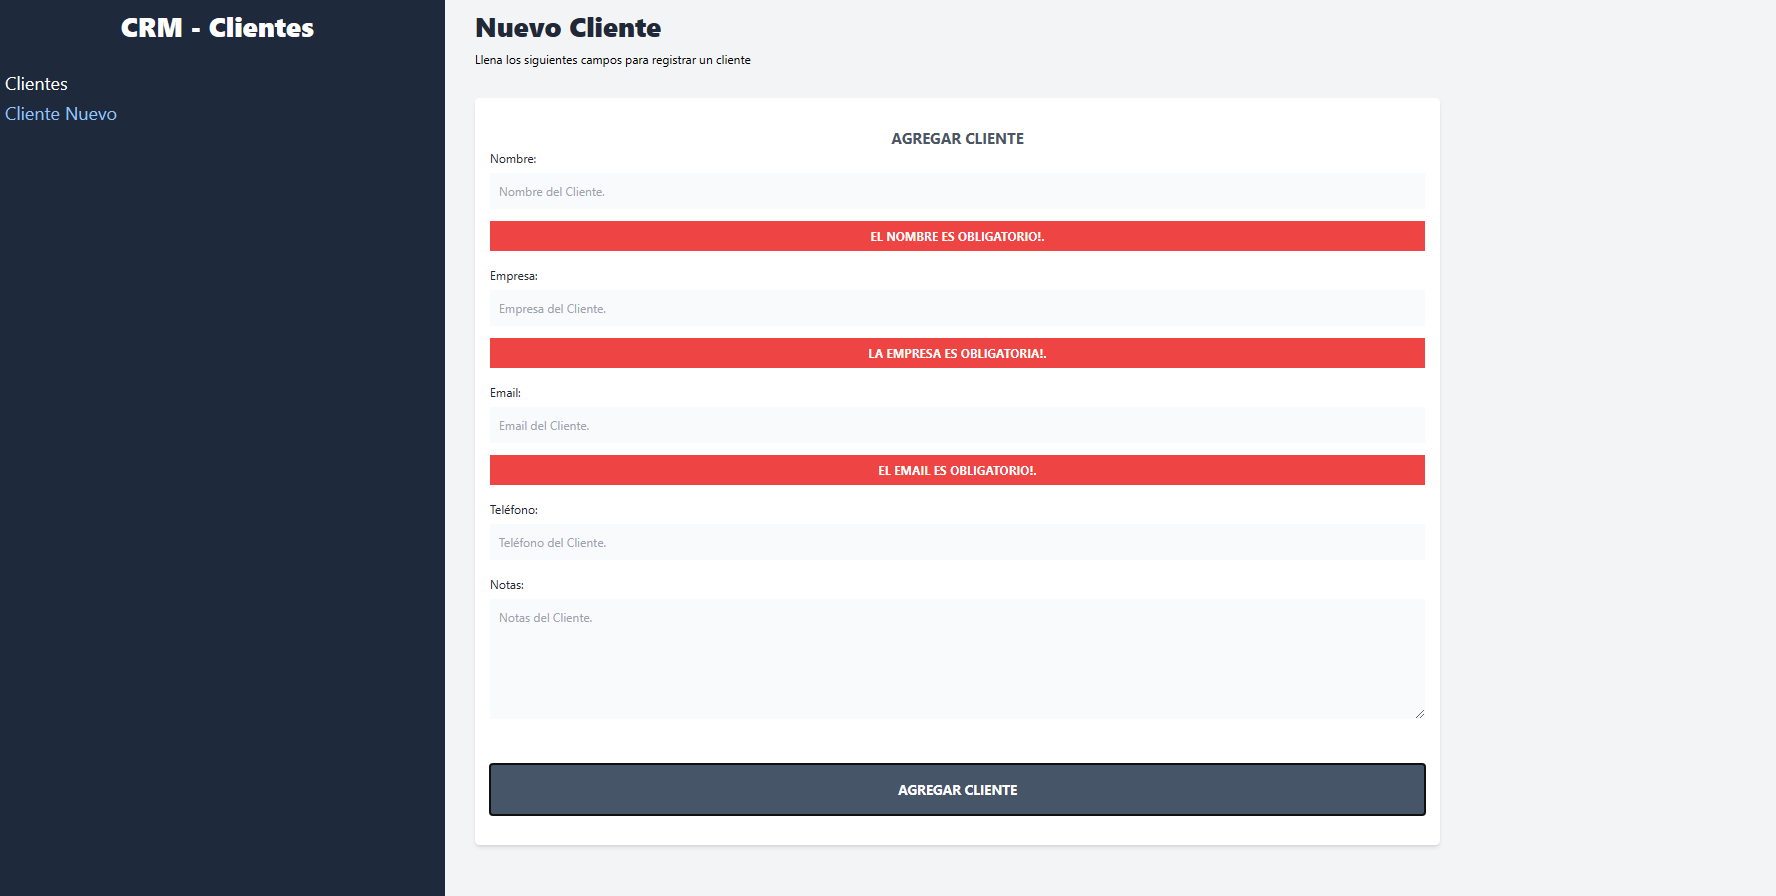 CRM - Clientes
Clientes
Cliente Nuevo
Nuevo Cliente
Llena los siguientes campos para registrar un cliente
AGREGAR CLIENTE
Nombre:
Nombre del Cliente.
EL NOMBRE ES OBLIGATORIO!.
Empresa:
Empresa del Cliente.
LA EMPRESA ES OBLIGATORIA!.
Email:
Email del Cliente.
EL EMAIL ES OBLIGATORIO!.
Teléfono:
Teléfono del Cliente.
Notas:
Notas del Cliente.
AGREGAR CLIENTE